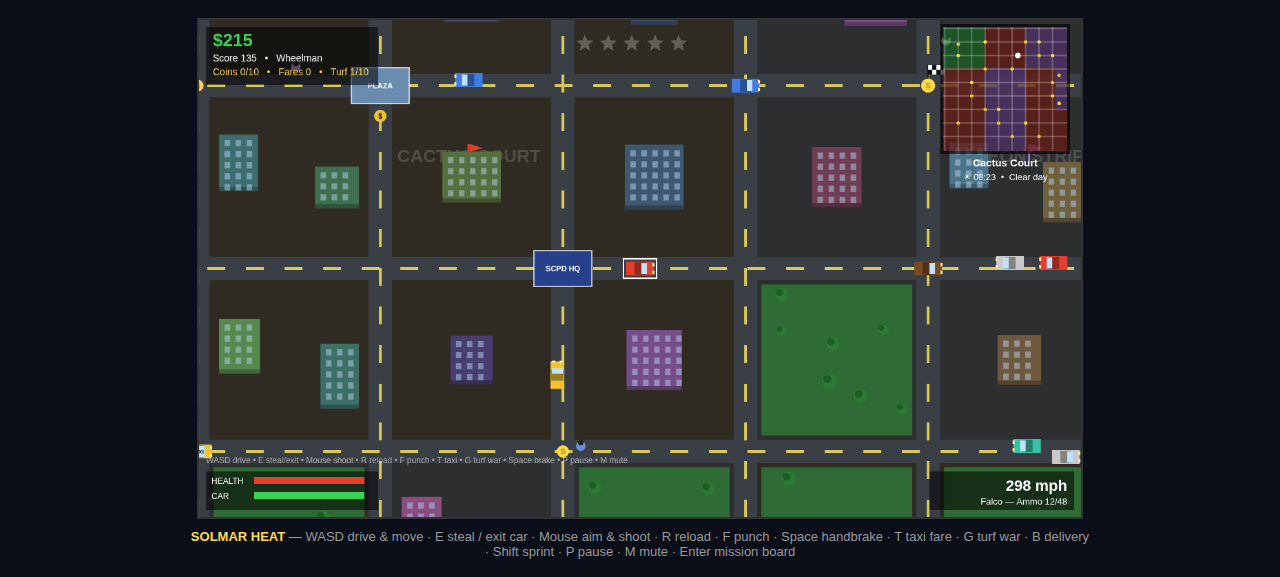 $215
Score 135 • Wheelman
Coins 0/10 • Fares 0 • Turf 1/10
PLAZA
$
S
CACTUS COURT
Cactus Court
08:23 • Clear day
SCPD HQ
S
WASD drive • E steal/exit • Mouse shoot • R reload • F punch • T taxi • G turf war • Space brake • P pause • M mute
HEALTH
CAR
298 mph
Falco — Ammo 12/48
SOLMAR HEAT — WASD drive & move · E steal / exit car · Mouse aim & shoot · R reload · F punch · Space handbrake · T taxi fare · G turf war · B delivery
· Shift sprint · P pause · M mute · Enter mission board